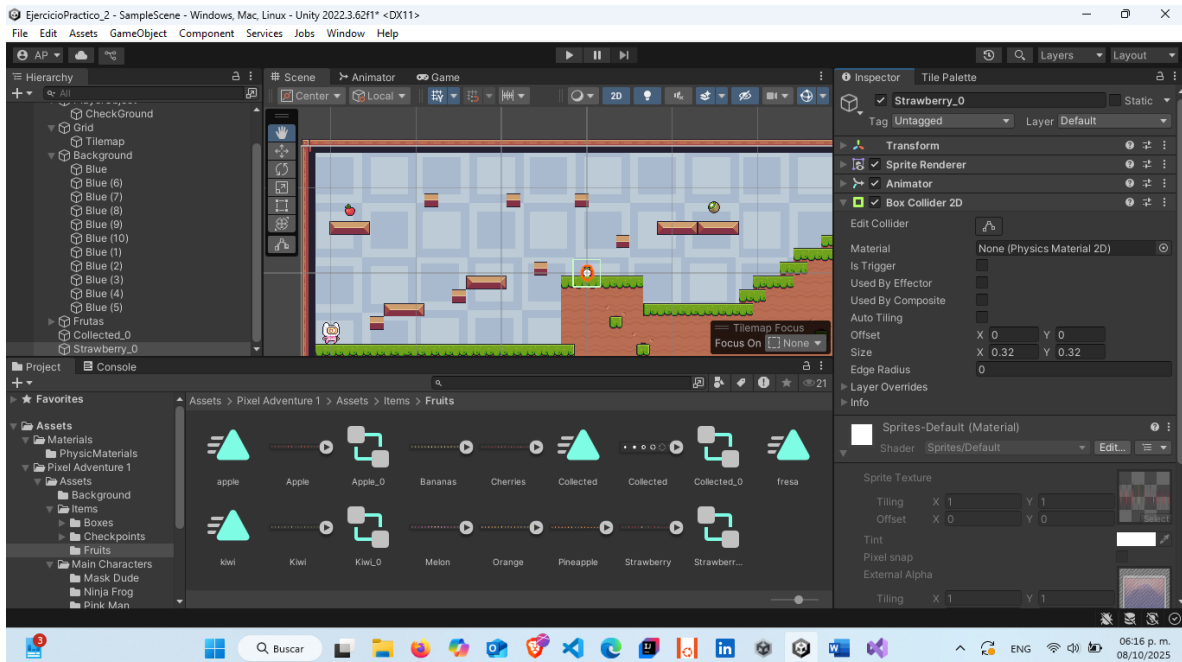 EjercicioPractico_2 - SampleScene - Windows, Mac, Linux - Unity 2022.3.62f1* <DX11>
File Edit Assets GameObject Component Services Jobs Window Help
AP
Layers
Layout
Hierarchy
All
CheckGround
Grid
Tilemap
Background
Blue
Blue (6)
Blue (7)
Blue (8)
Blue (9)
Blue (10)
Blue (1)
Blue (2)
Blue (3)
Blue (4)
Blue (5)
Frutas
Collected_0
Strawberry_0
Scene Animator Game
Center Local 2D
Tilemap Focus
Focus On None
Inspector Tile Palette
Strawberry_0 Static
Tag Untagged Layer Default
Transform
Sprite Renderer
Animator
Box Collider 2D
Edit Collider
Material None (Physics Material 2D)
Is Trigger
Used By Effector
Used By Composite
Auto Tiling
Offset X 0 Y 0
Size X 0.32 Y 0.32
Edge Radius 0
Layer Overrides
Info
Sprites-Default (Material)
Shader Sprites/Default Edit...
Sprite Texture
Tiling X 1 Y 1
Offset X 0 Y 0
Select
Tint
Pixel snap
External Alpha
Tiling X 1 Y 1
Project Console
21
Favorites
Assets
Materials
PhysicMaterials
Pixel Adventure 1
Assets
Background
Items
Boxes
Checkpoints
Fruits
Main Characters
Mask Dude
Ninja Frog
Pink Man
Assets > Pixel Adventure 1 > Assets > Items > Fruits
apple Apple Apple_0 Bananas Cherries Collected Collected Collected_0 fresa
kiwi Kiwi Kiwi_0 Melon Orange Pineapple Strawberry Strawberr...
3
Buscar
ENG
06:16 p. m.
08/10/2025